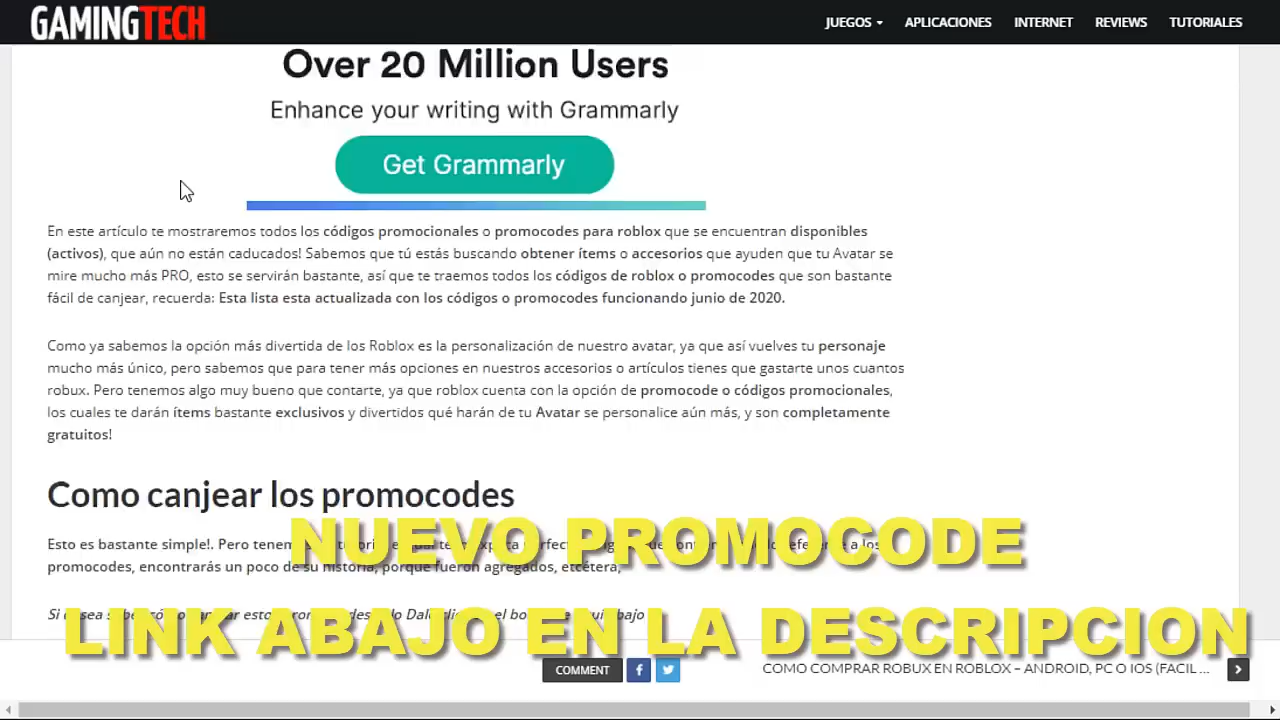 GAMINGTECH
JUEGOS APLICACIONES INTERNET REVIEWS TUTORIALES
Over 20 Million Users
Enhance your writing with Grammarly
Get Grammarly
En este artículo te mostraremos todos los códigos promocionales o promocodes para roblox que se encuentran disponibles
(activos), que aún no están caducados! Sabemos que tú estás buscando obtener ítems o accesorios que ayuden que tu Avatar se
mire mucho más PRO, esto se servirán bastante, así que te traemos todos los códigos de roblox o promocodes que son bastante
fácil de canjear, recuerda: Esta lista esta actualizada con los códigos o promocodes funcionando junio de 2020.
Como ya sabemos la opción más divertida de los Roblox es la personalización de nuestro avatar, ya que así vuelves tu personaje
mucho más único, pero sabemos que para tener más opciones en nuestros accesorios o artículos tienes que gastarte unos cuantos
robux. Pero tenemos algo muy bueno que contarte, ya que roblox cuenta con la opción de promocode o códigos promocionales,
los cuales te darán ítems bastante exclusivos y divertidos qué harán de tu Avatar se personalice aún más, y son completamente
gratuitos!
Como canjear los promocodes
Esto es bastante simple!. Pero
NUEVO PROMOCODE
promocodes, encontrarás un poco de su historia, porque fueron agregados, etcétera,
LINK ABAJO EN LA DESCRIPCION
COMMENT
COMO COMPRAR ROBUX EN ROBLOX – ANDROID, PC O IOS (FACIL ...